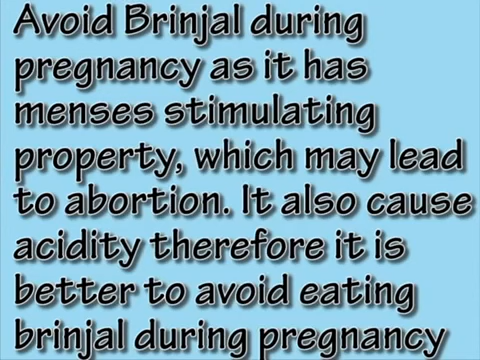 Avoid Brinjal during
pregnancy as it has
menses stimulating
property, which may lead
to abortion. It also cause
acidity therefore it is
better to avoid eating
brinjal during pregnancy